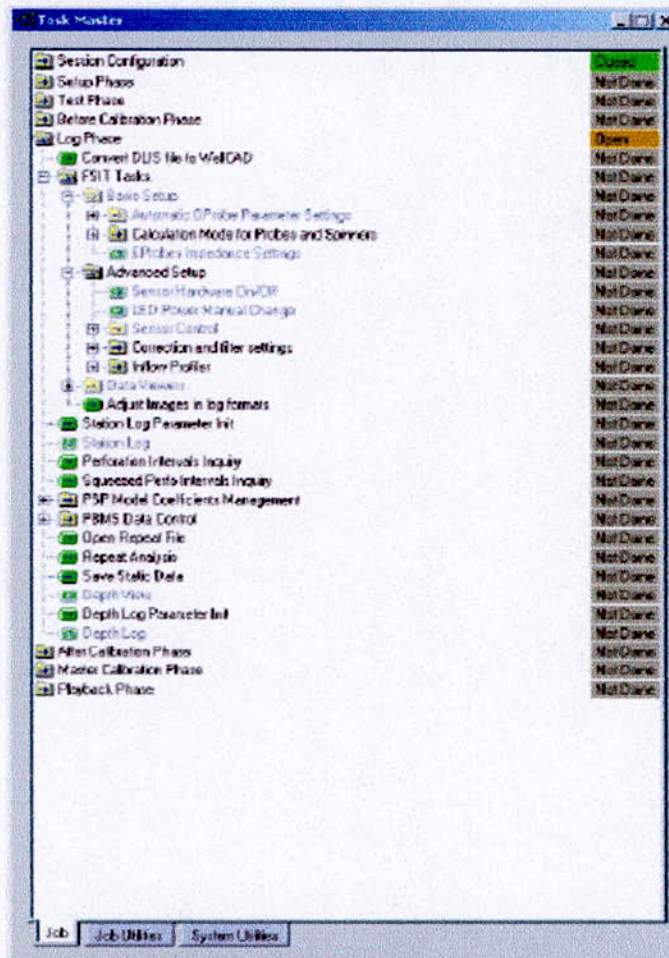 Task Master
Session Configuration Closed
Setup Phase Not Done
Test Phase Not Done
Before Calibration Phase Not Done
Log Phase Open
Convert DLIS file to WellCAD Not Done
FSIT Tasks Not Done
Basic Setup Not Done
Automatic OProbe Parameter Settings Not Done
Calculation Mode for Probes and Spinners Not Done
EProbes Impedance Settings Not Done
Advanced Setup Not Done
Sensor Hardware On/Off Not Done
LED Power Manual Change Not Done
Sensor Control Not Done
Correction and filter settings Not Done
Inflow Profiler Not Done
Data Viewers Not Done
Adjust Images in log formats Not Done
Station Log Parameter Init Not Done
Station Log Not Done
Perforation Intervals Inquiry Not Done
Squeezed Perfo Intervals Inquiry Not Done
PSP Model Coefficients Management Not Done
PBMS Data Control Not Done
Open Repeat File Not Done
Repeat Analysis Not Done
Save Static Data Not Done
Depth View Not Done
Depth Log Parameter Init Not Done
Depth Log Not Done
After Calibration Phase Not Done
Master Calibration Phase Not Done
Playback Phase Not Done
Job Job Utilities System Utilities